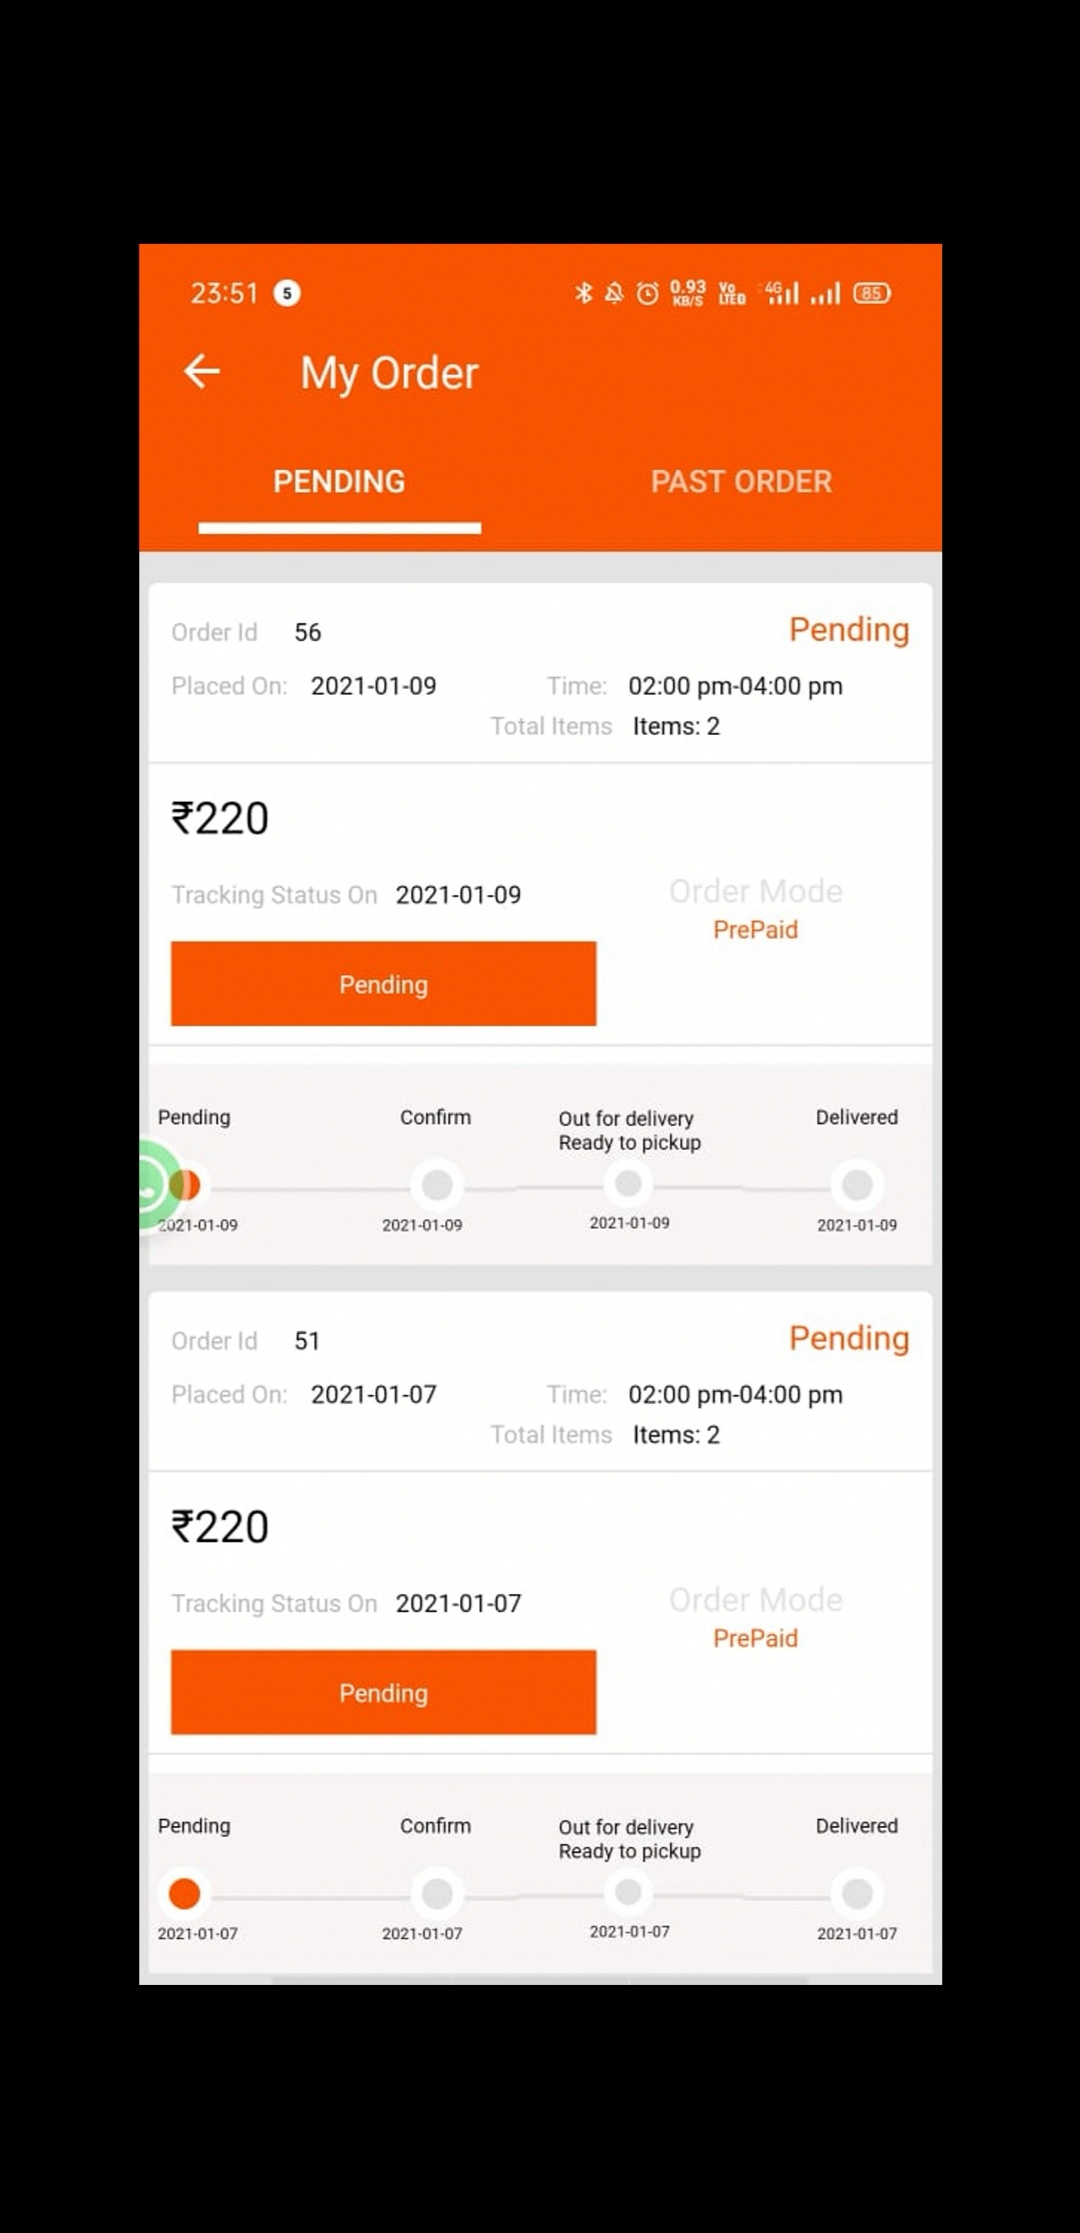 23:51 5 0.93 KB/S Vo LTE 4G 85
My Order
PENDING PAST ORDER
Order Id 56 Pending
Placed On: 2021-01-09 Time: 02:00 pm-04:00 pm
Total Items Items: 2
₹220
Tracking Status On 2021-01-09 Order Mode
PrePaid
Pending
Pending Confirm Out for delivery Delivered
Ready to pickup
2021-01-09 2021-01-09 2021-01-09 2021-01-09
Order Id 51 Pending
Placed On: 2021-01-07 Time: 02:00 pm-04:00 pm
Total Items Items: 2
₹220
Tracking Status On 2021-01-07 Order Mode
PrePaid
Pending
Pending Confirm Out for delivery Delivered
Ready to pickup
2021-01-07 2021-01-07 2021-01-07 2021-01-07